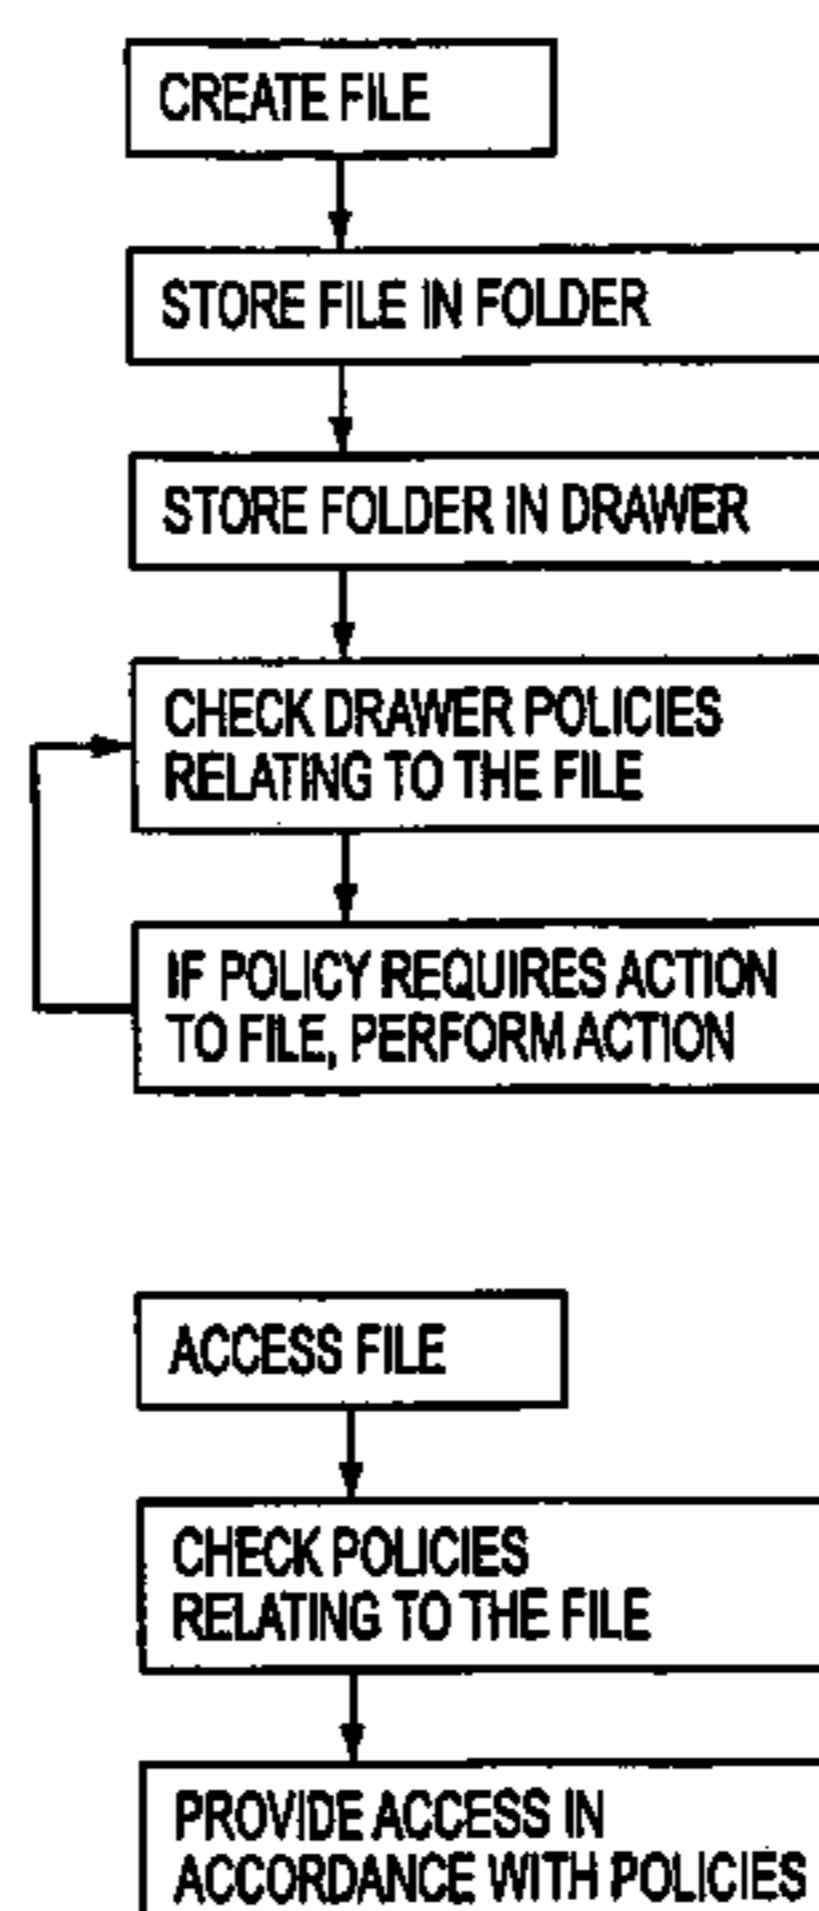 CREATE FILE
STORE FILE IN FOLDER
STORE FOLDER IN DRAWER
CHECK DRAWER POLICIES
RELATING TO THE FILE
IF POLICY REQUIRES ACTION
TO FILE, PERFORM ACTION
ACCESS FILE
CHECK POLICIES
RELATING TO THE FILE
PROVIDE ACCESS IN
ACCORDANCE WITH POLICIES